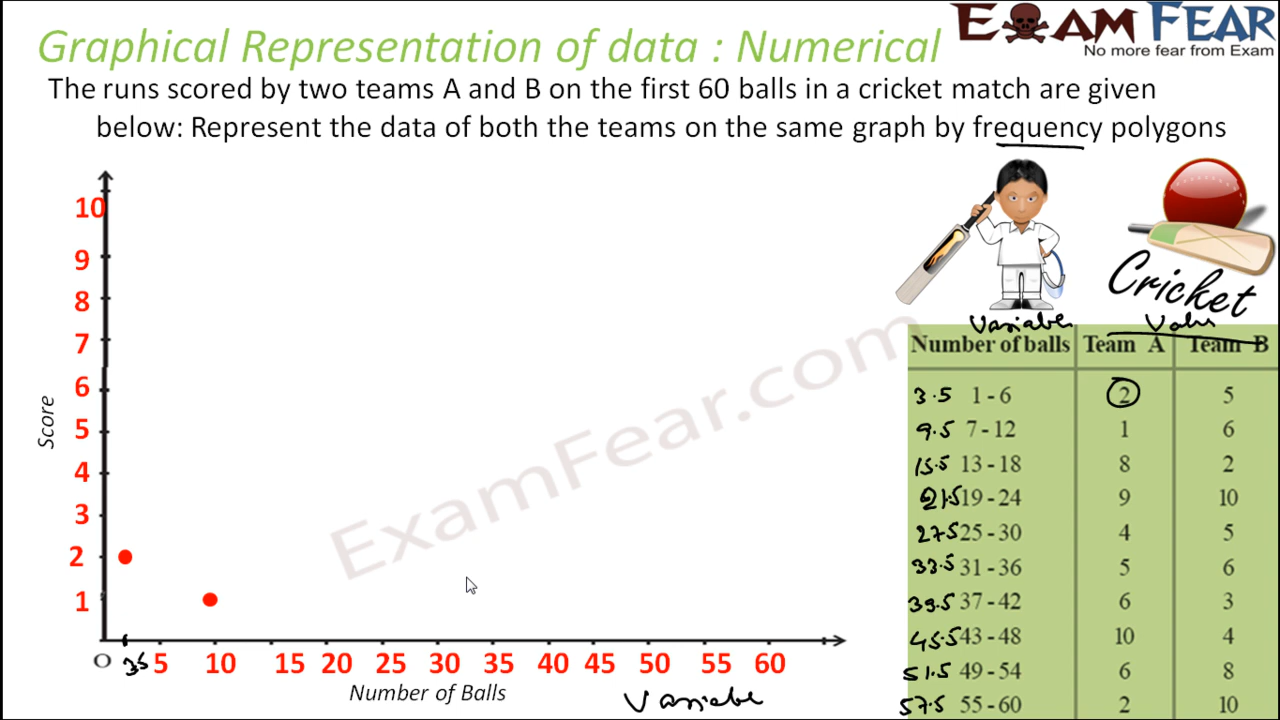 Graphical Representation of data : Numerical
EXAM FEAR
No more fear from Exam
The runs scored by two teams A and B on the first 60 balls in a cricket match are given
below: Represent the data of both the teams on the same graph by frequency polygons
10
9
8
7
6
5
4
3
2
1
Score
O 3.5 5 10 15 20 25 30 35 40 45 50 55 60
Number of Balls
Variable
ExamFear.com
Cricket
Variable Value
Number of balls Team A Team B
3.5 1 - 6 2 5
9.5 7 - 12 1 6
15.5 13 - 18 8 2
21.5 19 - 24 9 10
27.5 25 - 30 4 5
33.5 31 - 36 5 6
39.5 37 - 42 6 3
45.5 43 - 48 10 4
51.5 49 - 54 6 8
57.5 55 - 60 2 10